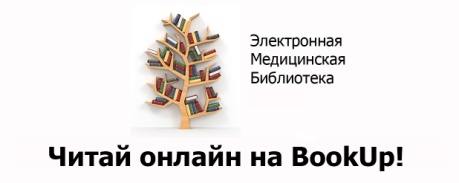 Электронная
Медицинская
Библиотека
Читай онлайн на BookUp!